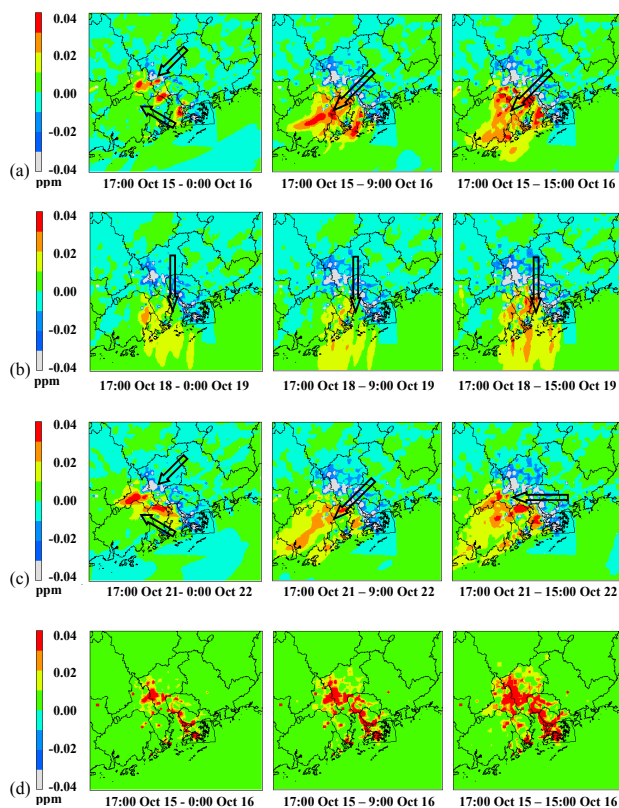 0.04
0.02
0.00
-0.02
-0.04
(a)
ppm
17:00 Oct 15 - 0:00 Oct 16
17:00 Oct 15 – 9:00 Oct 16
17:00 Oct 15 – 15:00 Oct 16
0.04
0.02
0.00
-0.02
-0.04
(b)
ppm
17:00 Oct 18 - 0:00 Oct 19
17:00 Oct 18 – 9:00 Oct 19
17:00 Oct 18 – 15:00 Oct 19
0.04
0.02
0.00
-0.02
-0.04
(c)
ppm
17:00 Oct 21- 0:00 Oct 22
17:00 Oct 21 – 9:00 Oct 22
17:00 Oct 21 – 15:00 Oct 22
0.04
0.02
0.00
-0.02
-0.04
(d)
ppm
17:00 Oct 15 - 0:00 Oct 16
17:00 Oct 15 – 9:00 Oct 16
17:00 Oct 15 – 15:00 Oct 16